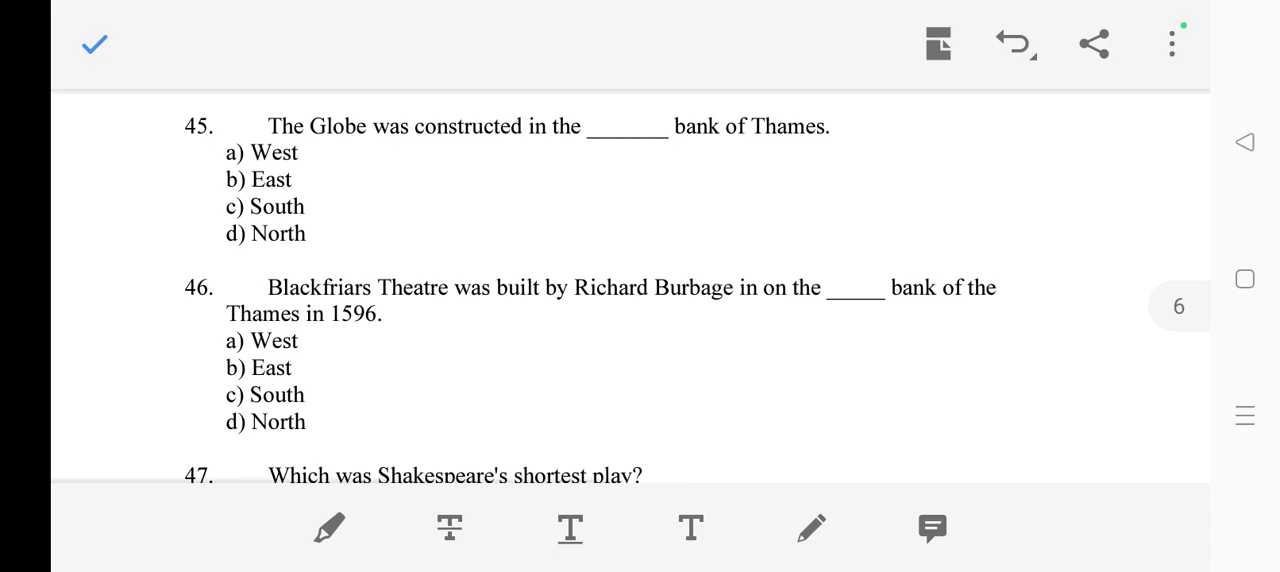 45. The Globe was constructed in the _______ bank of Thames.
a) West
b) East
c) South
d) North
46. Blackfriars Theatre was built by Richard Burbage in on the _____ bank of the
Thames in 1596.
a) West
b) East
c) South
d) North
6
47. Which was Shakespeare's shortest play?
T
T
T